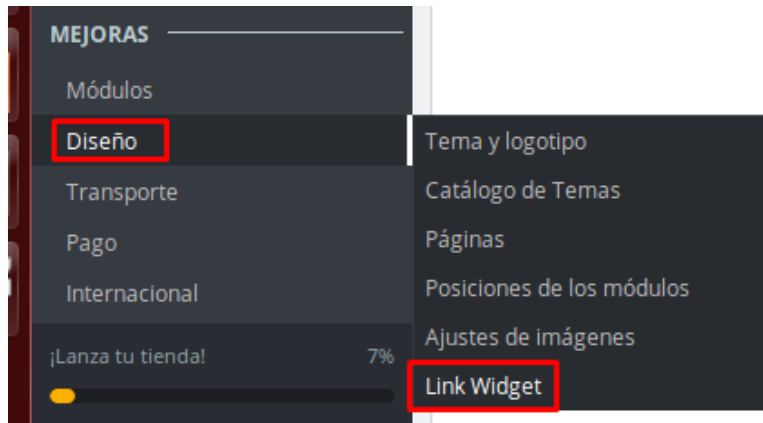 MEJORAS
Módulos
Diseño
Transporte
Pago
Internacional
¡Lanza tu tienda! 7%
Tema y logotipo
Catálogo de Temas
Páginas
Posiciones de los módulos
Ajustes de imágenes
Link Widget